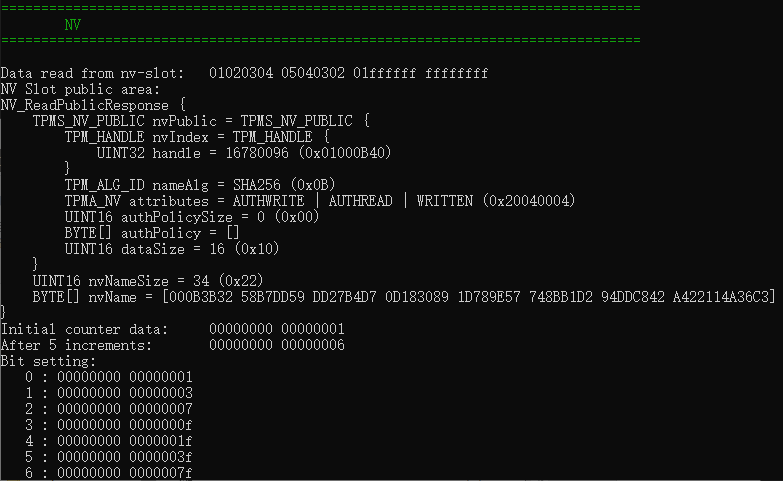 ================================================================================
NV
================================================================================
Data read from nv-slot: 01020304 05040302 01ffffff ffffffff
NV Slot public area:
NV_ReadPublicResponse {
TPMS_NV_PUBLIC nvPublic = TPMS_NV_PUBLIC {
TPM_HANDLE nvIndex = TPM_HANDLE {
UINT32 handle = 16780096 (0x01000B40)
}
TPM_ALG_ID nameAlg = SHA256 (0x0B)
TPMA_NV attributes = AUTHWRITE | AUTHREAD | WRITTEN (0x20040004)
UINT16 authPolicySize = 0 (0x00)
BYTE[] authPolicy = []
UINT16 dataSize = 16 (0x10)
}
UINT16 nvNameSize = 34 (0x22)
BYTE[] nvName = [000B3B32 58B7DD59 DD27B4D7 0D183089 1D789E57 748BB1D2 94DDC842 A422114A36C3]
}
Initial counter data: 00000000 00000001
After 5 increments: 00000000 00000006
Bit setting:
0 : 00000000 00000001
1 : 00000000 00000003
2 : 00000000 00000007
3 : 00000000 0000000f
4 : 00000000 0000001f
5 : 00000000 0000003f
6 : 00000000 0000007f